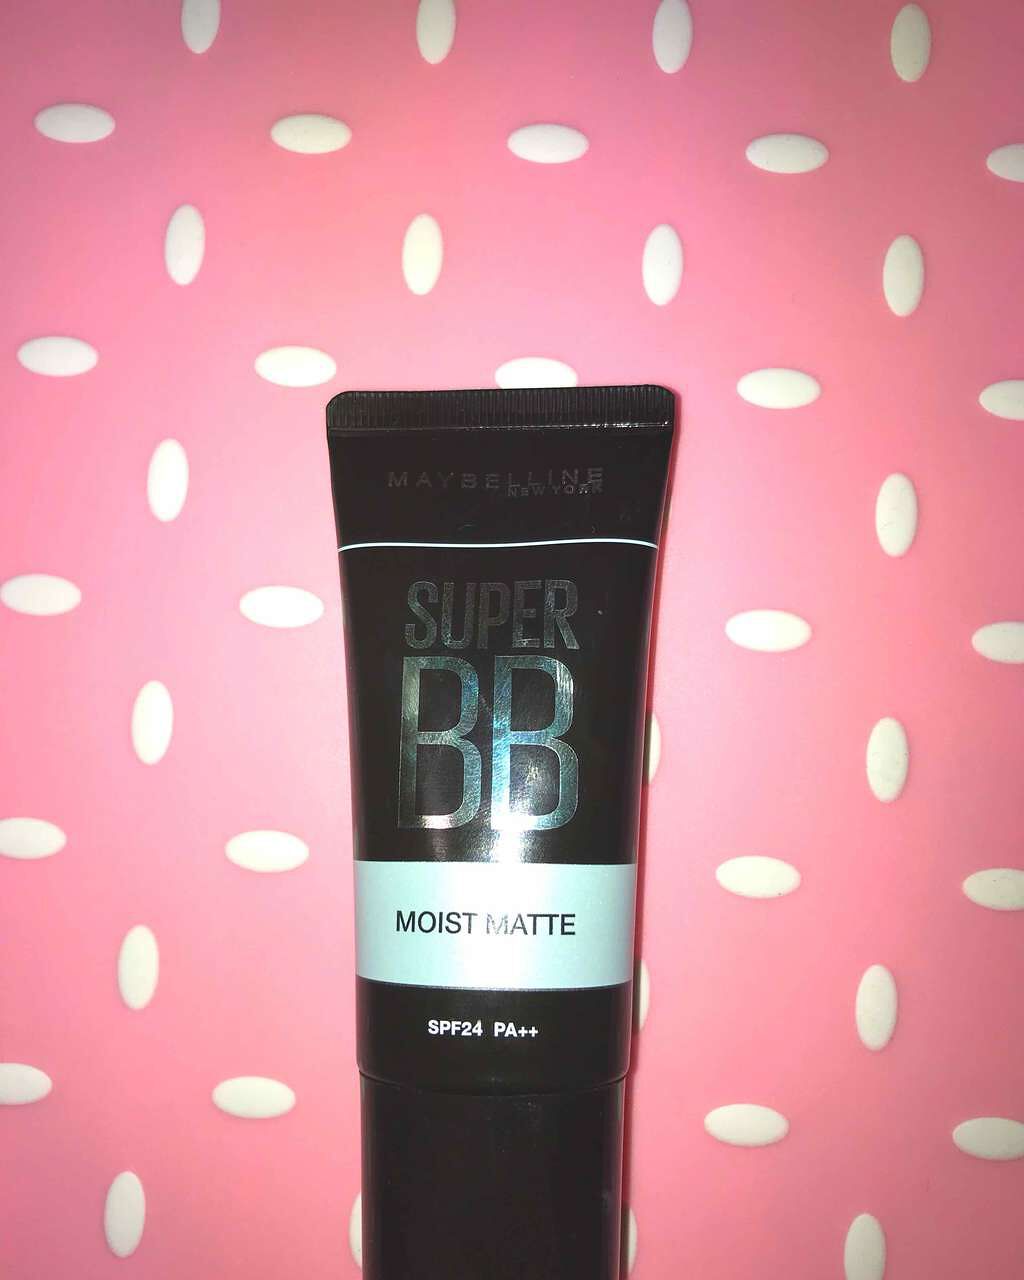 MAYBELLINE
NEW YORK
SUPER
BB
MOIST MATTE
SPF24 PA++